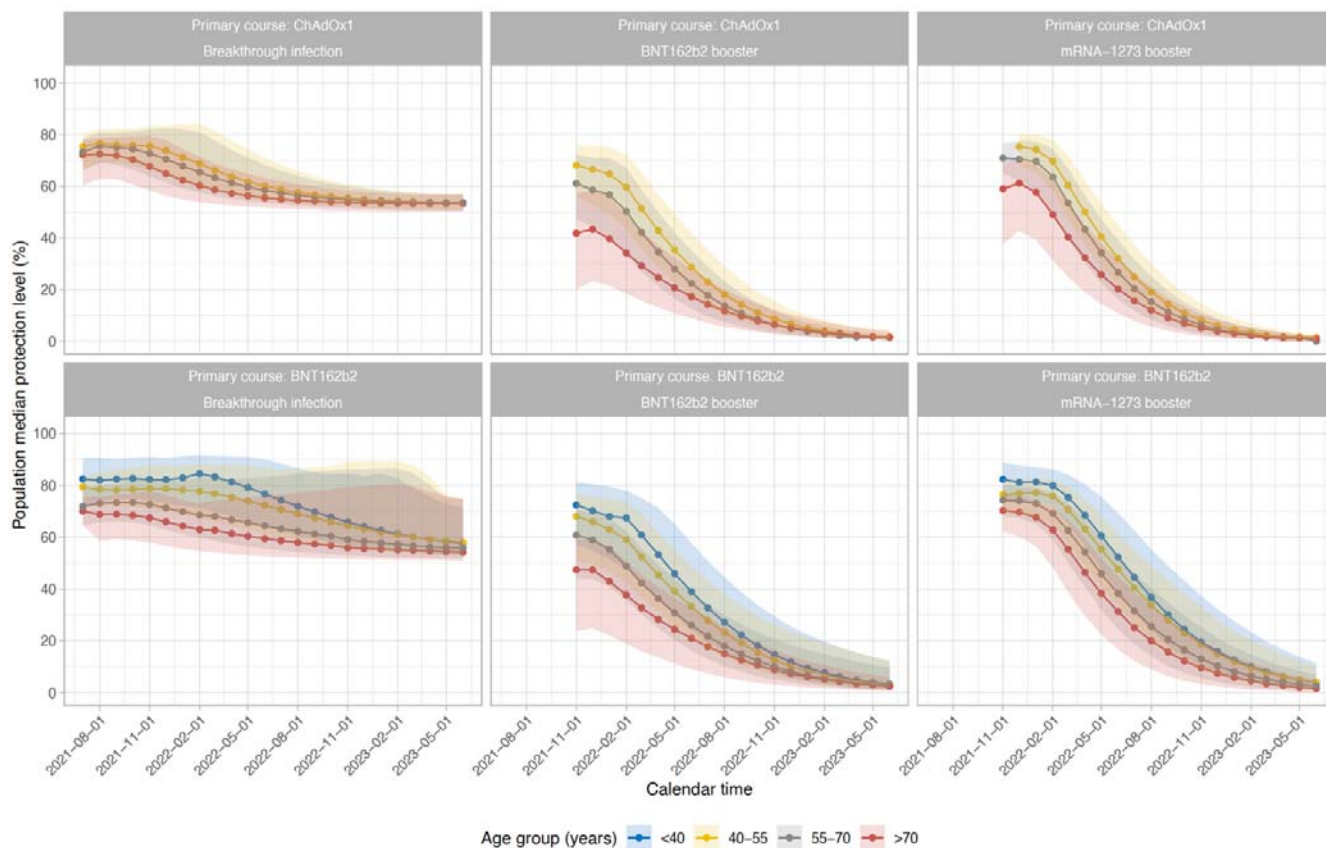 Primary course: ChAdOx1
Breakthrough infection
Primary course: ChAdOx1
BNT162b2 booster
Primary course: ChAdOx1
mRNA−1273 booster
100
80
60
40
20
0
Primary course: BNT162b2
Breakthrough infection
Primary course: BNT162b2
BNT162b2 booster
Primary course: BNT162b2
mRNA−1273 booster
100
80
60
40
20
0
Population median protection level (%)
2021−08−01
2021−11−01
2022−02−01
2022−05−01
2022−08−01
2022−11−01
2023−02−01
2023−05−01
2021−08−01
2021−11−01
2022−02−01
2022−05−01
2022−08−01
2022−11−01
2023−02−01
2023−05−01
2021−08−01
2021−11−01
2022−02−01
2022−05−01
2022−08−01
2022−11−01
2023−02−01
2023−05−01
Calendar time
Age group (years) <40 40−55 55−70 >70